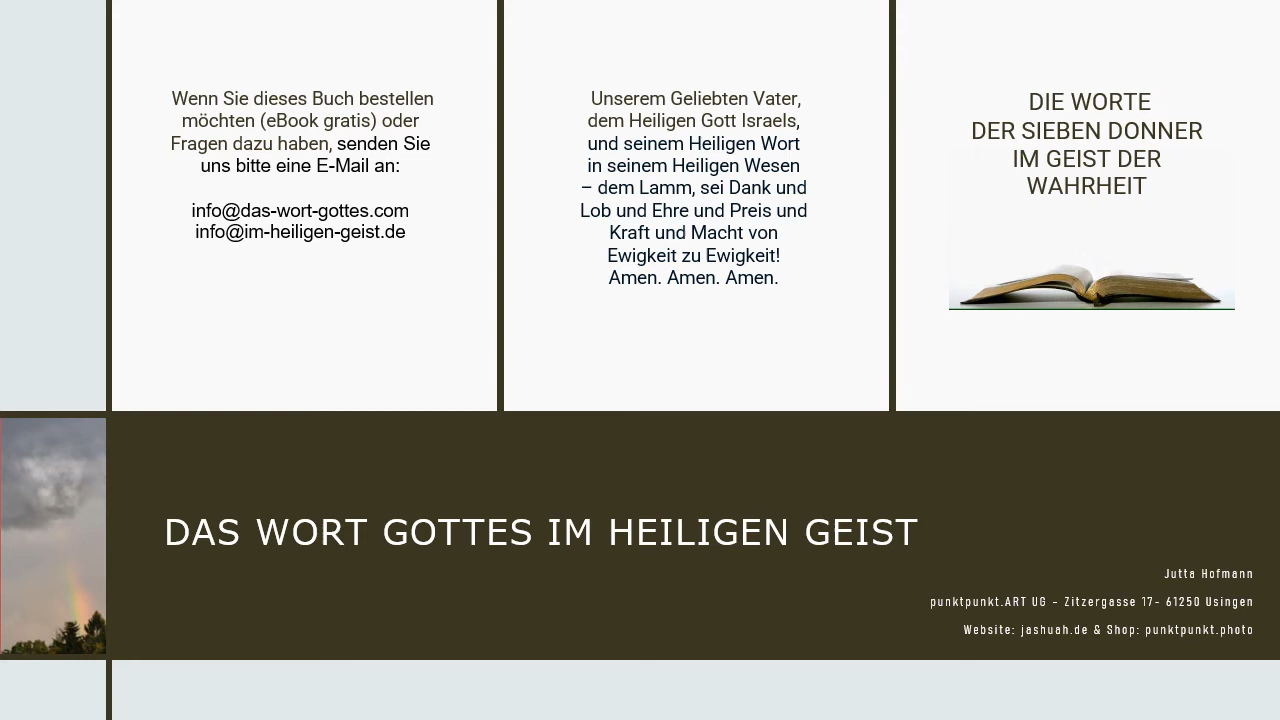 Wenn Sie dieses Buch bestellen
möchten (eBook gratis) oder
Fragen dazu haben, senden Sie
uns bitte eine E-Mail an:
info@das-wort-gottes.com
info@im-heiligen-geist.de
Unserem Geliebten Vater,
dem Heiligen Gott Israels,
und seinem Heiligen Wort
in seinem Heiligen Wesen
– dem Lamm, sei Dank und
Lob und Ehre und Preis und
Kraft und Macht von
Ewigkeit zu Ewigkeit!
Amen. Amen. Amen.
DIE WORTE
DER SIEBEN DONNER
IM GEIST DER
WAHRHEIT
DAS WORT GOTTES IM HEILIGEN GEIST
Jutta Hofmann
punktpunkt.ART UG – Zitzergasse 17- 61250 Usingen
Website: jashuah.de & Shop: punktpunkt.photo